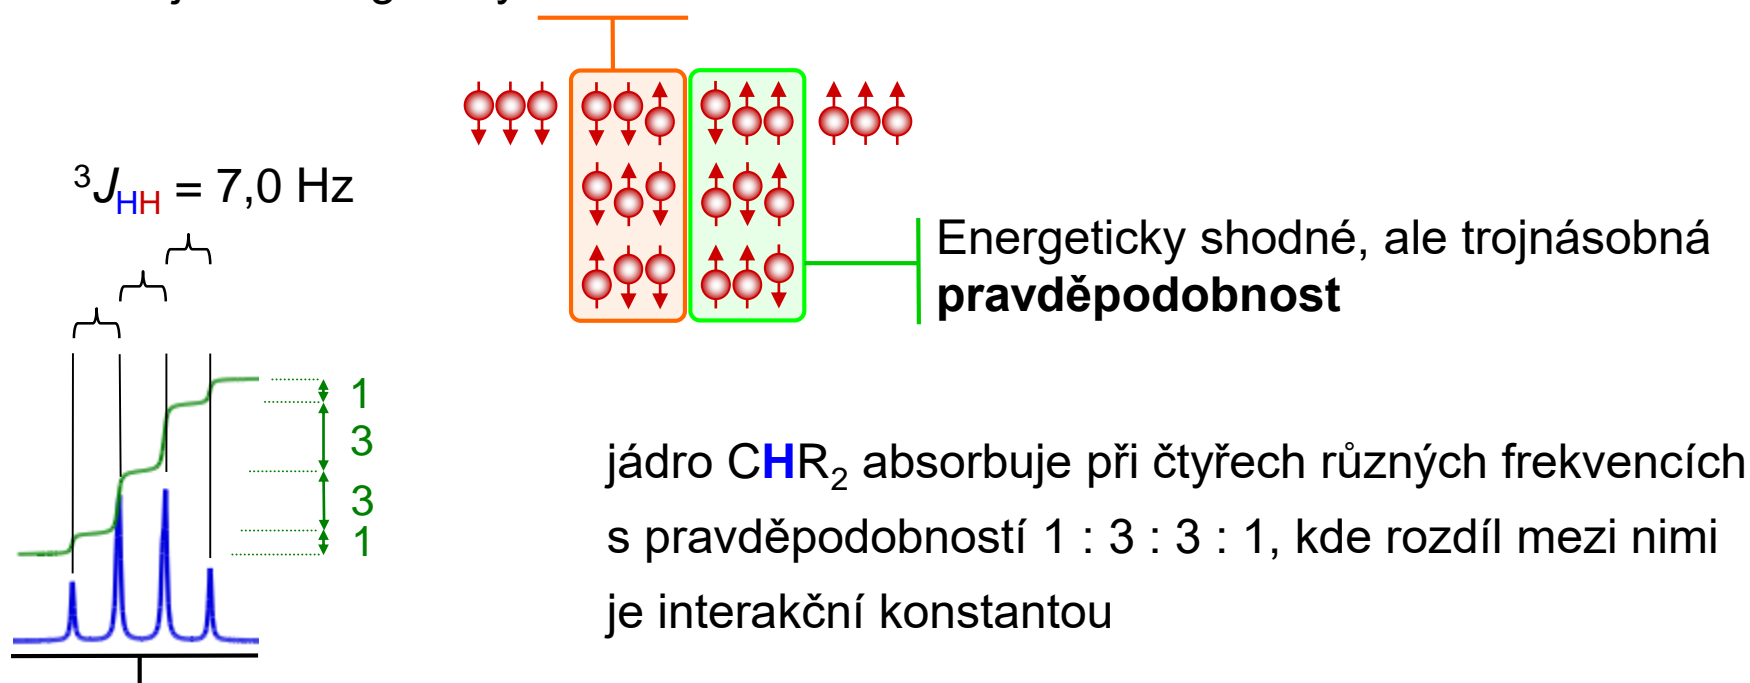 ³J_HH = 7,0 Hz
Energeticky shodné, ale trojnásobná
pravděpodobnost
1
3
3
1
jádro CHR₂ absorbuje při čtyřech různých frekvencích
s pravděpodobností 1 : 3 : 3 : 1, kde rozdíl mezi nimi
je interakční konstantou